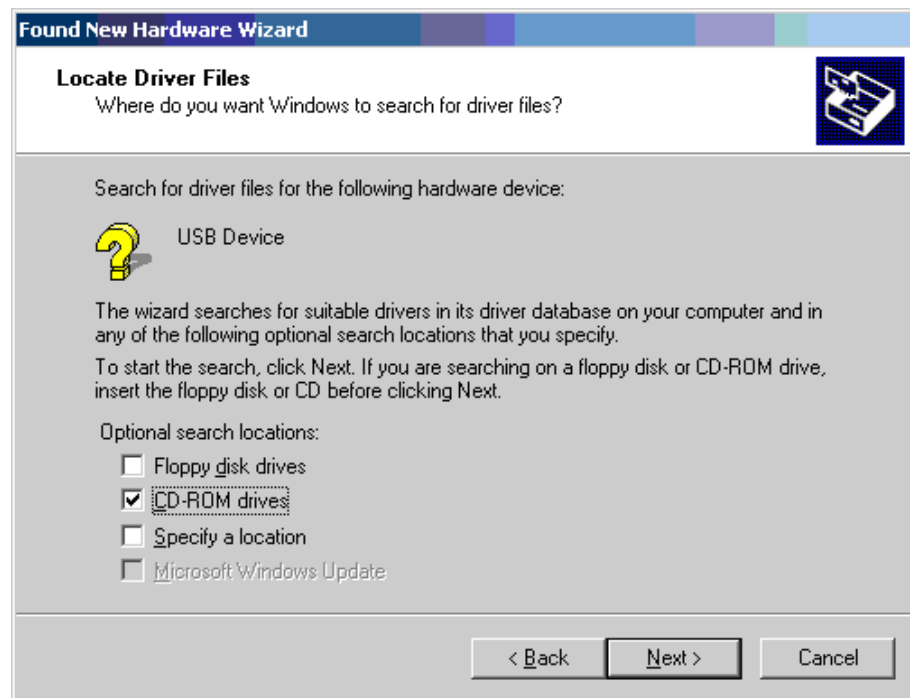 Found New Hardware Wizard
Locate Driver Files
Where do you want Windows to search for driver files?
Search for driver files for the following hardware device:
USB Device
The wizard searches for suitable drivers in its driver database on your computer and in
any of the following optional search locations that you specify.
To start the search, click Next. If you are searching on a floppy disk or CD-ROM drive,
insert the floppy disk or CD before clicking Next.
Optional search locations:
Floppy disk drives
CD-ROM drives
Specify a location
Microsoft Windows Update
< Back Next > Cancel